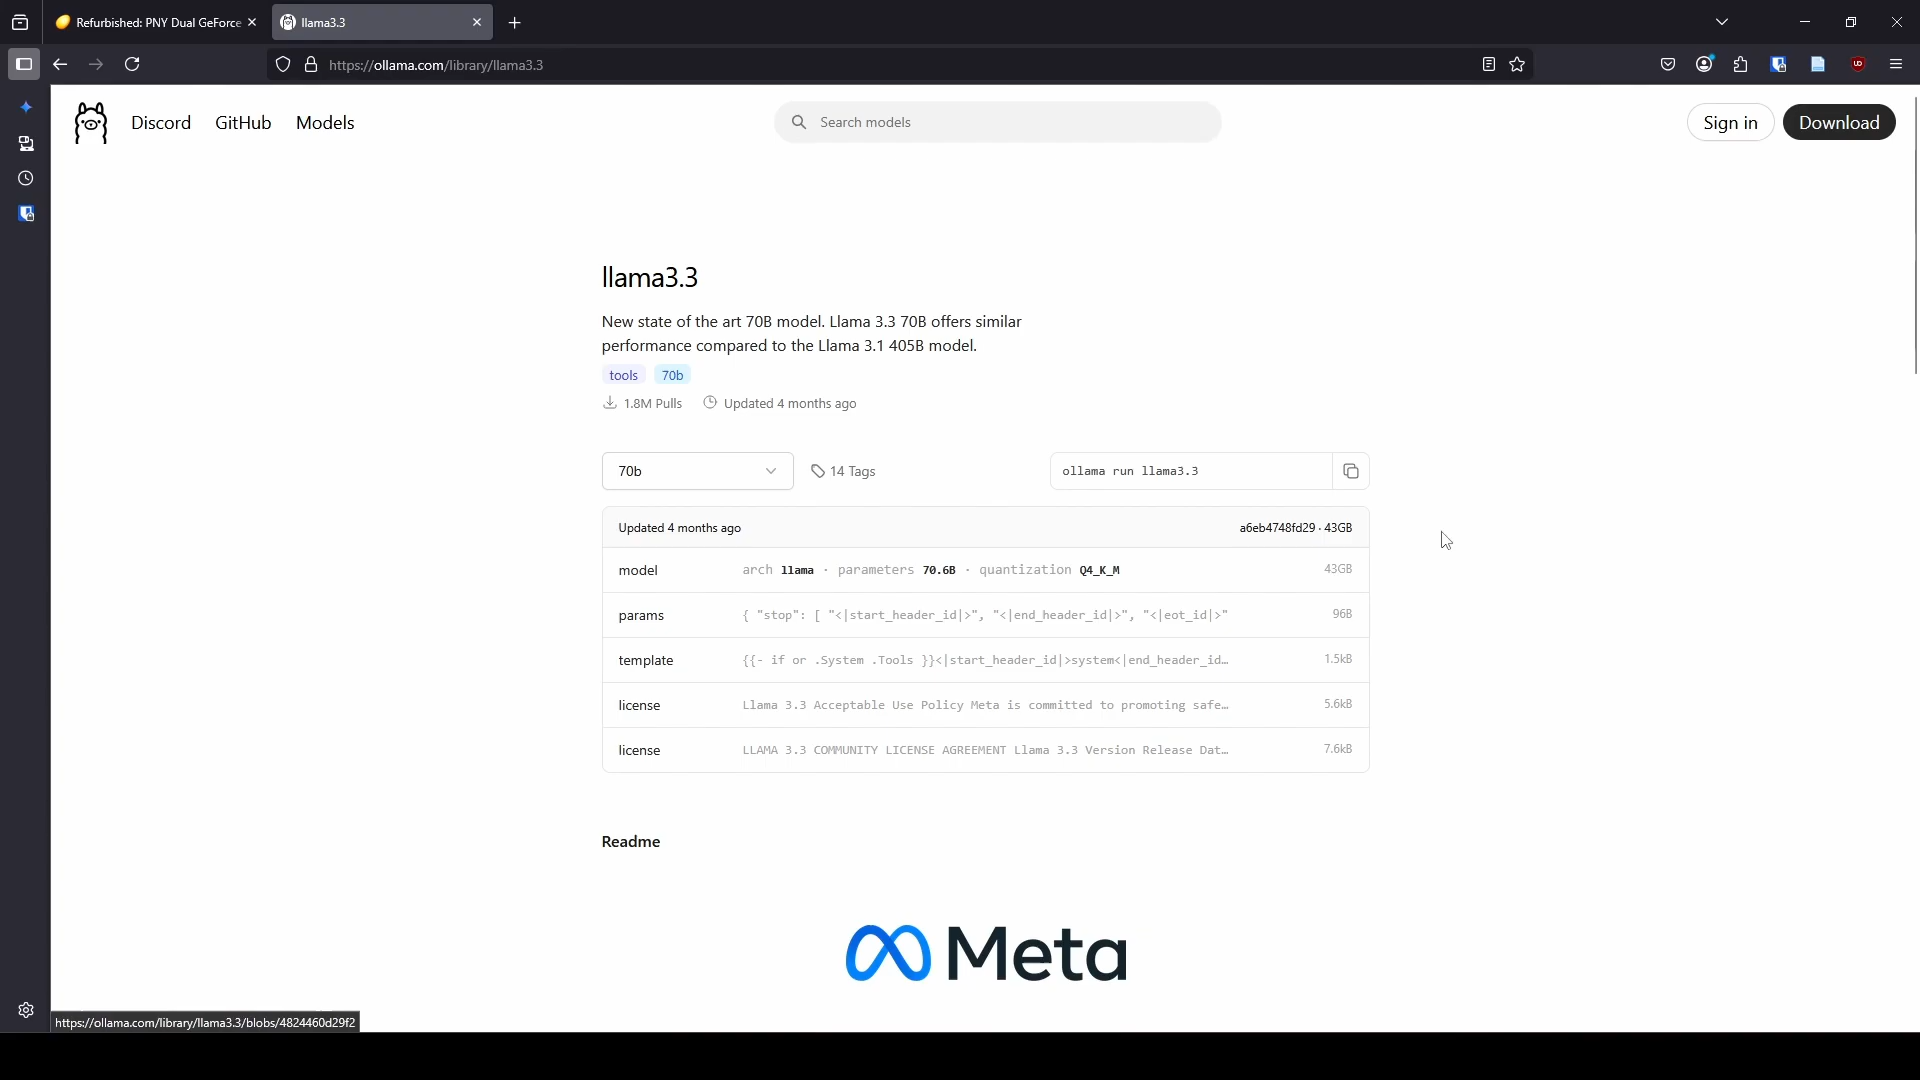 Refurbished: PNY Dual GeForce
llama3.3
https://ollama.com/library/llama3.3
Discord GitHub Models
Search models
Sign in
Download
llama3.3
New state of the art 70B model. Llama 3.3 70B offers similar
performance compared to the Llama 3.1 405B model.
tools 70b
1.8M Pulls Updated 4 months ago
70b 14 Tags ollama run llama3.3
Updated 4 months ago a6eb4748fd29 · 43GB
model arch llama · parameters 70.6B · quantization Q4_K_M 43GB
params { "stop": [ "<|start_header_id|>", "<|end_header_id|>", "<|eot_id|>" 96B
template {{- if or .System .Tools }}<|start_header_id|>system<|end_header_id… 1.5kB
license Llama 3.3 Acceptable Use Policy Meta is committed to promoting safe… 5.6kB
license LLAMA 3.3 COMMUNITY LICENSE AGREEMENT Llama 3.3 Version Release Dat… 7.6kB
Readme
Meta
https://ollama.com/library/llama3.3/blobs/4824460d29f2